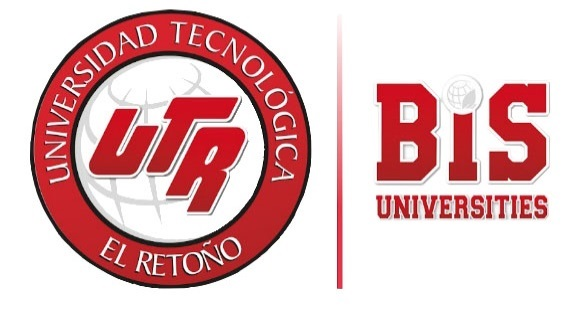 UNIVERSIDAD TECNOLÓGICA
UTR
EL RETOÑO
BIS
UNIVERSITIES